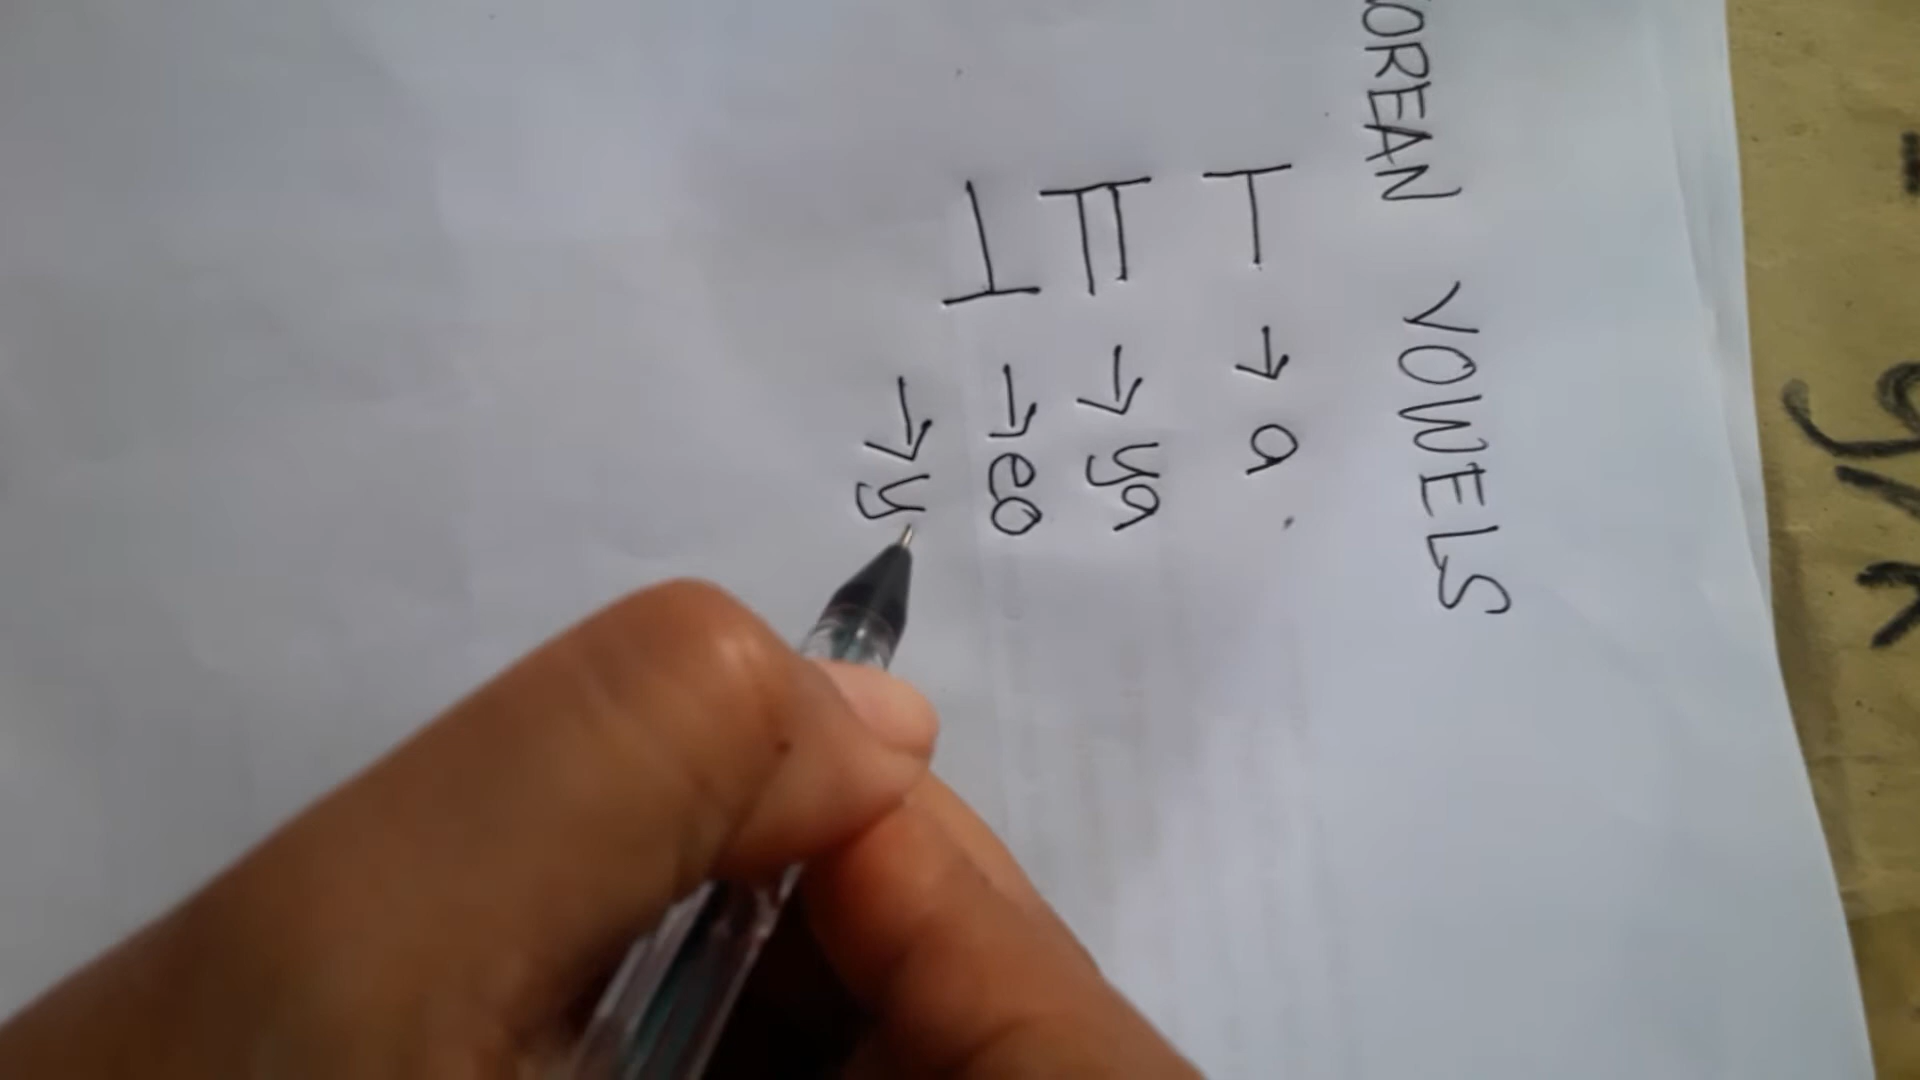 OREAN VOWELS
ㅏ → a
ㅑ → ya
ㅓ → eo
→ y